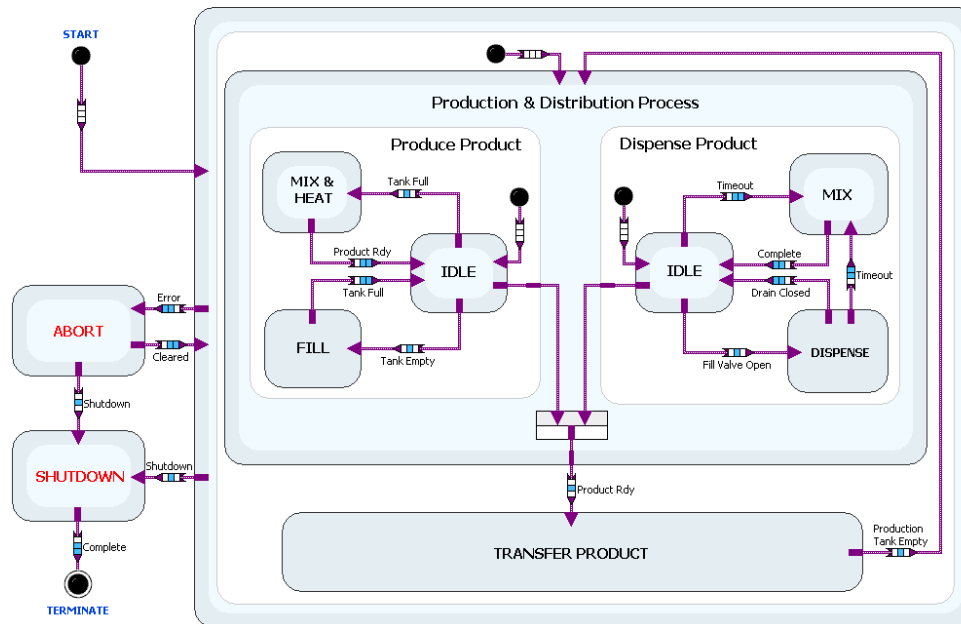 START
Production & Distribution Process
Produce Product
Dispense Product
MIX &
HEAT
Tank Full
Timeout
MIX
Product Rdy
IDLE
Tank Full
IDLE
Complete
Drain Closed
Timeout
Error
ABORT
Cleared
FILL
Tank Empty
Fill Valve Open
DISPENSE
Shutdown
SHUTDOWN
Shutdown
Product Rdy
TRANSFER PRODUCT
Production
Tank Empty
Complete
TERMINATE